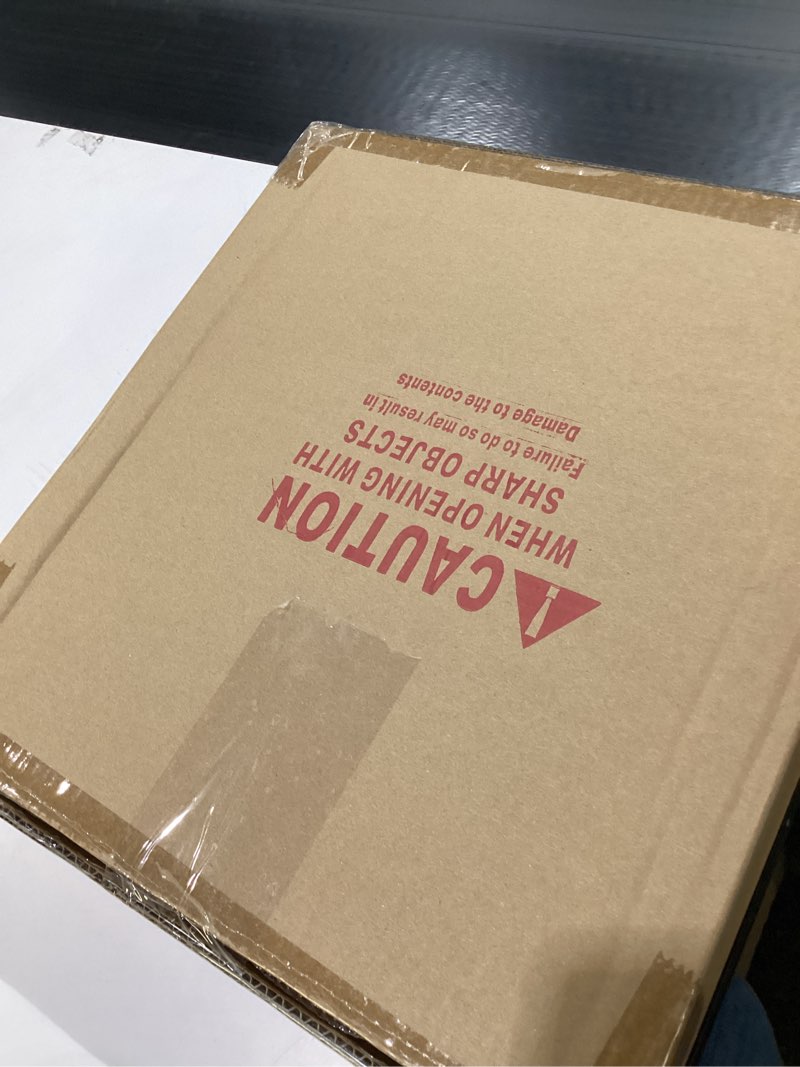 CAUTION
WHEN OPENING WITH
SHARP OBJECTS
Failure to do so may result in
Damage to the contents